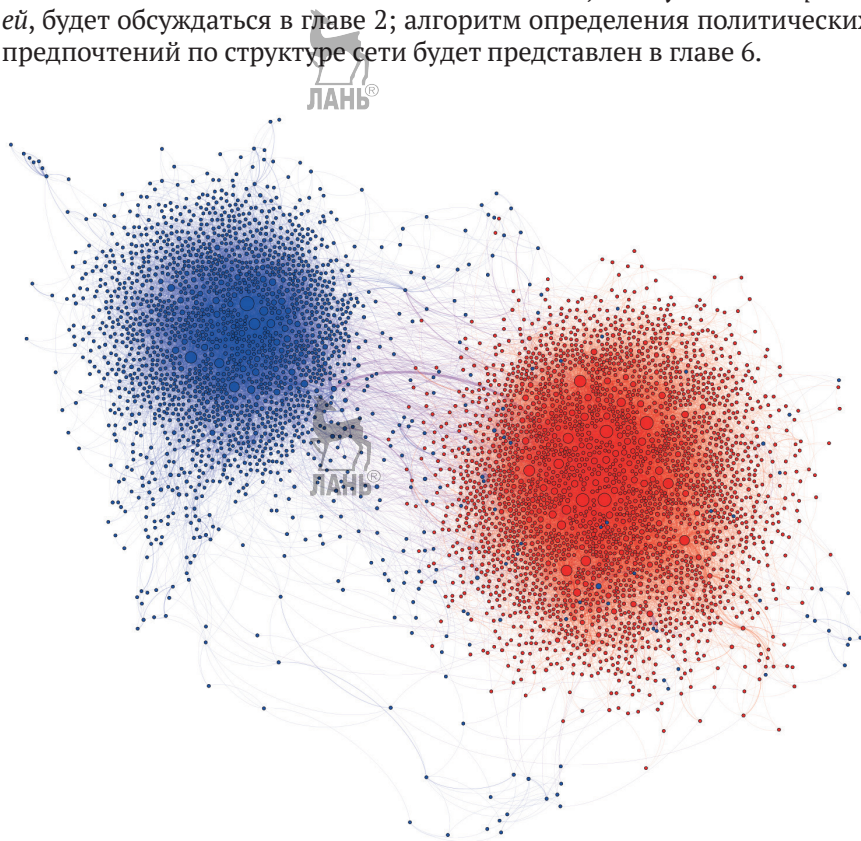 ей, будет обсуждаться в главе 2; алгоритм определения политических
предпочтений по структуре сети будет представлен в главе 6.
ЛАНЬ®
ЛАНЬ®